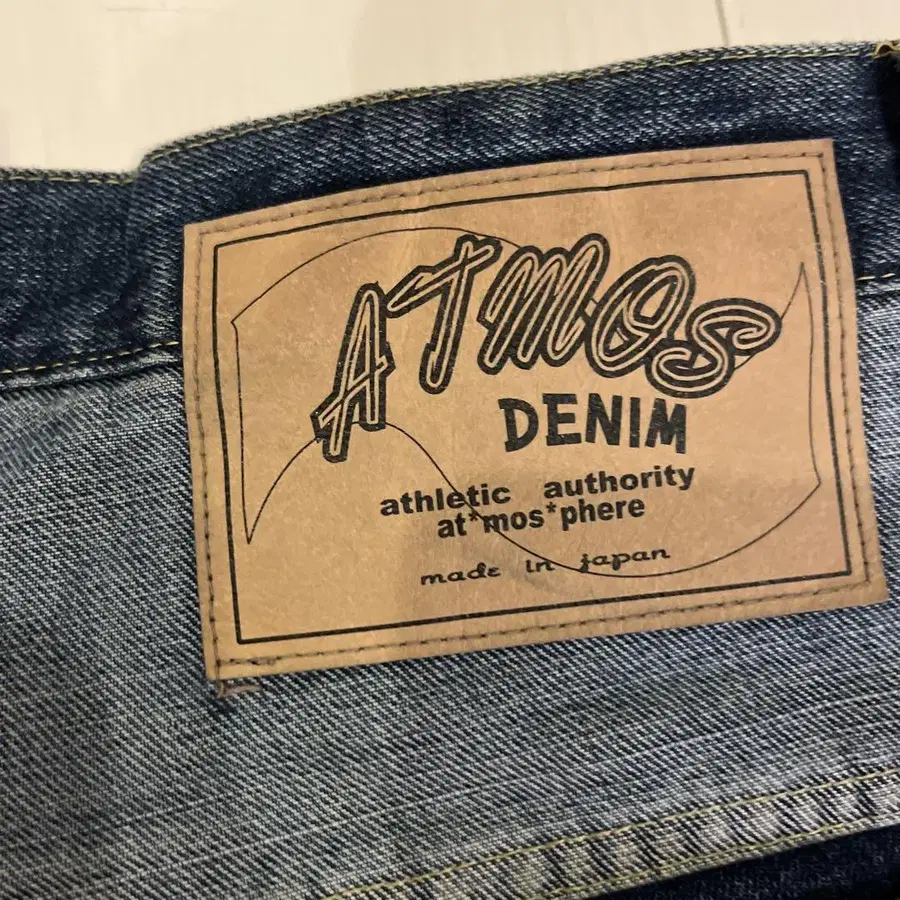 ATMOS
DENIM
athletic authority
at*mos*phere
made in japan